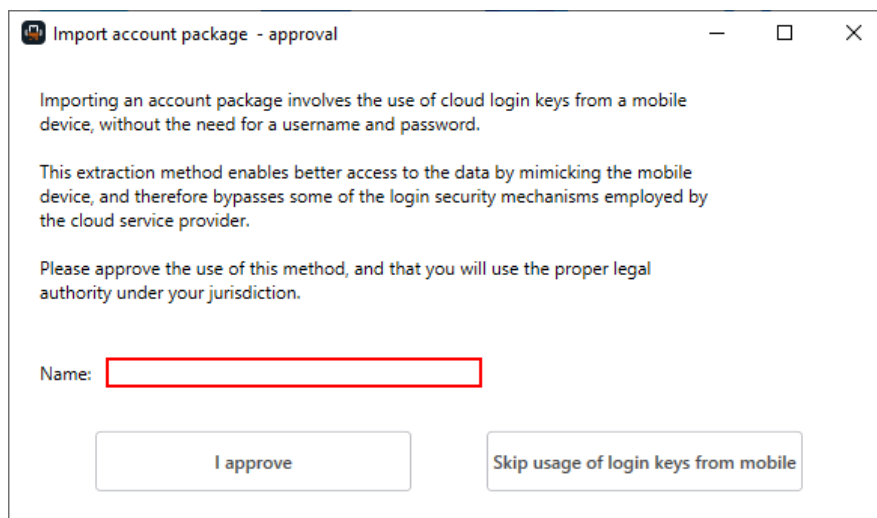 Import account package - approval
Importing an account package involves the use of cloud login keys from a mobile
device, without the need for a username and password.
This extraction method enables better access to the data by mimicking the mobile
device, and therefore bypasses some of the login security mechanisms employed by
the cloud service provider.
Please approve the use of this method, and that you will use the proper legal
authority under your jurisdiction.
Name:
I approve
Skip usage of login keys from mobile